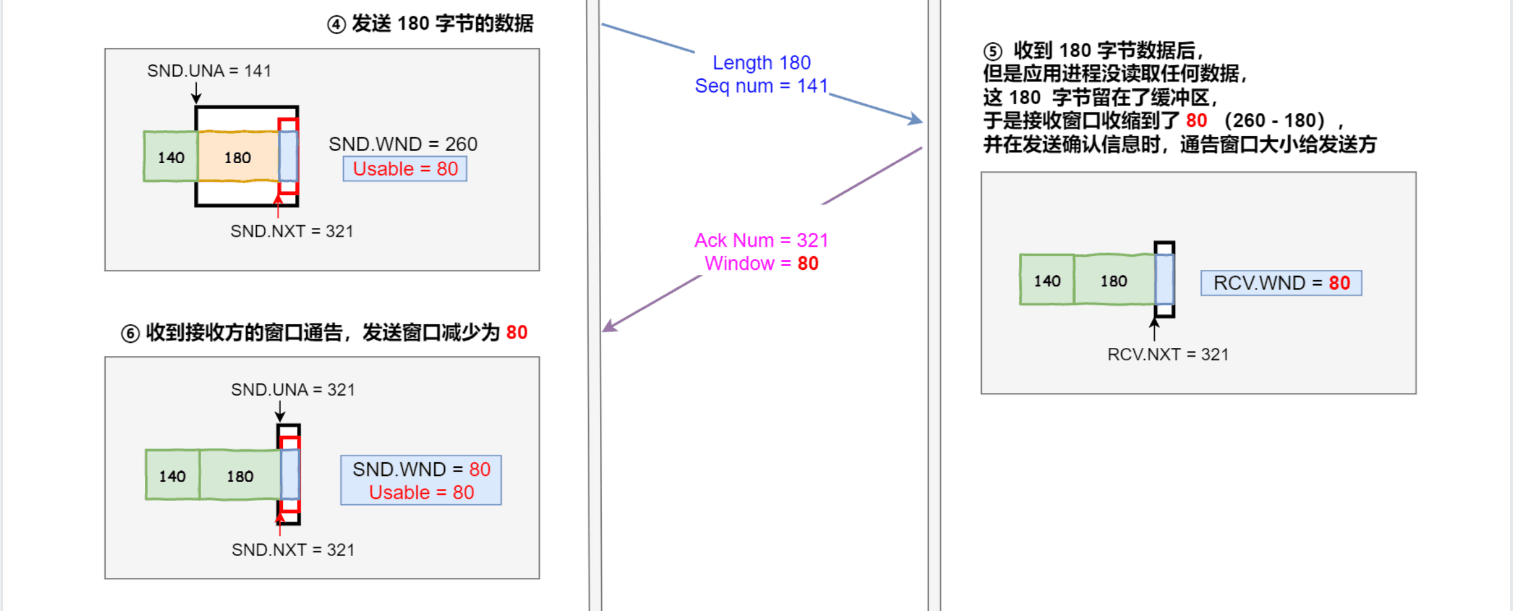 ④ 发送 180 字节的数据
SND.UNA = 141
140
180
SND.WND = 260
Usable = 80
SND.NXT = 321
Length 180
Seq num = 141
⑤ 收到 180 字节数据后，
但是应用进程没读取任何数据，
这 180 字节留在了缓冲区，
于是接收窗口收缩到了 80 （260 - 180），
并在发送确认信息时，通告窗口大小给发送方
Ack Num = 321
Window = 80
140
180
RCV.WND = 80
RCV.NXT = 321
⑥ 收到接收方的窗口通告，发送窗口减少为 80
SND.UNA = 321
140
180
SND.WND = 80
Usable = 80
SND.NXT = 321